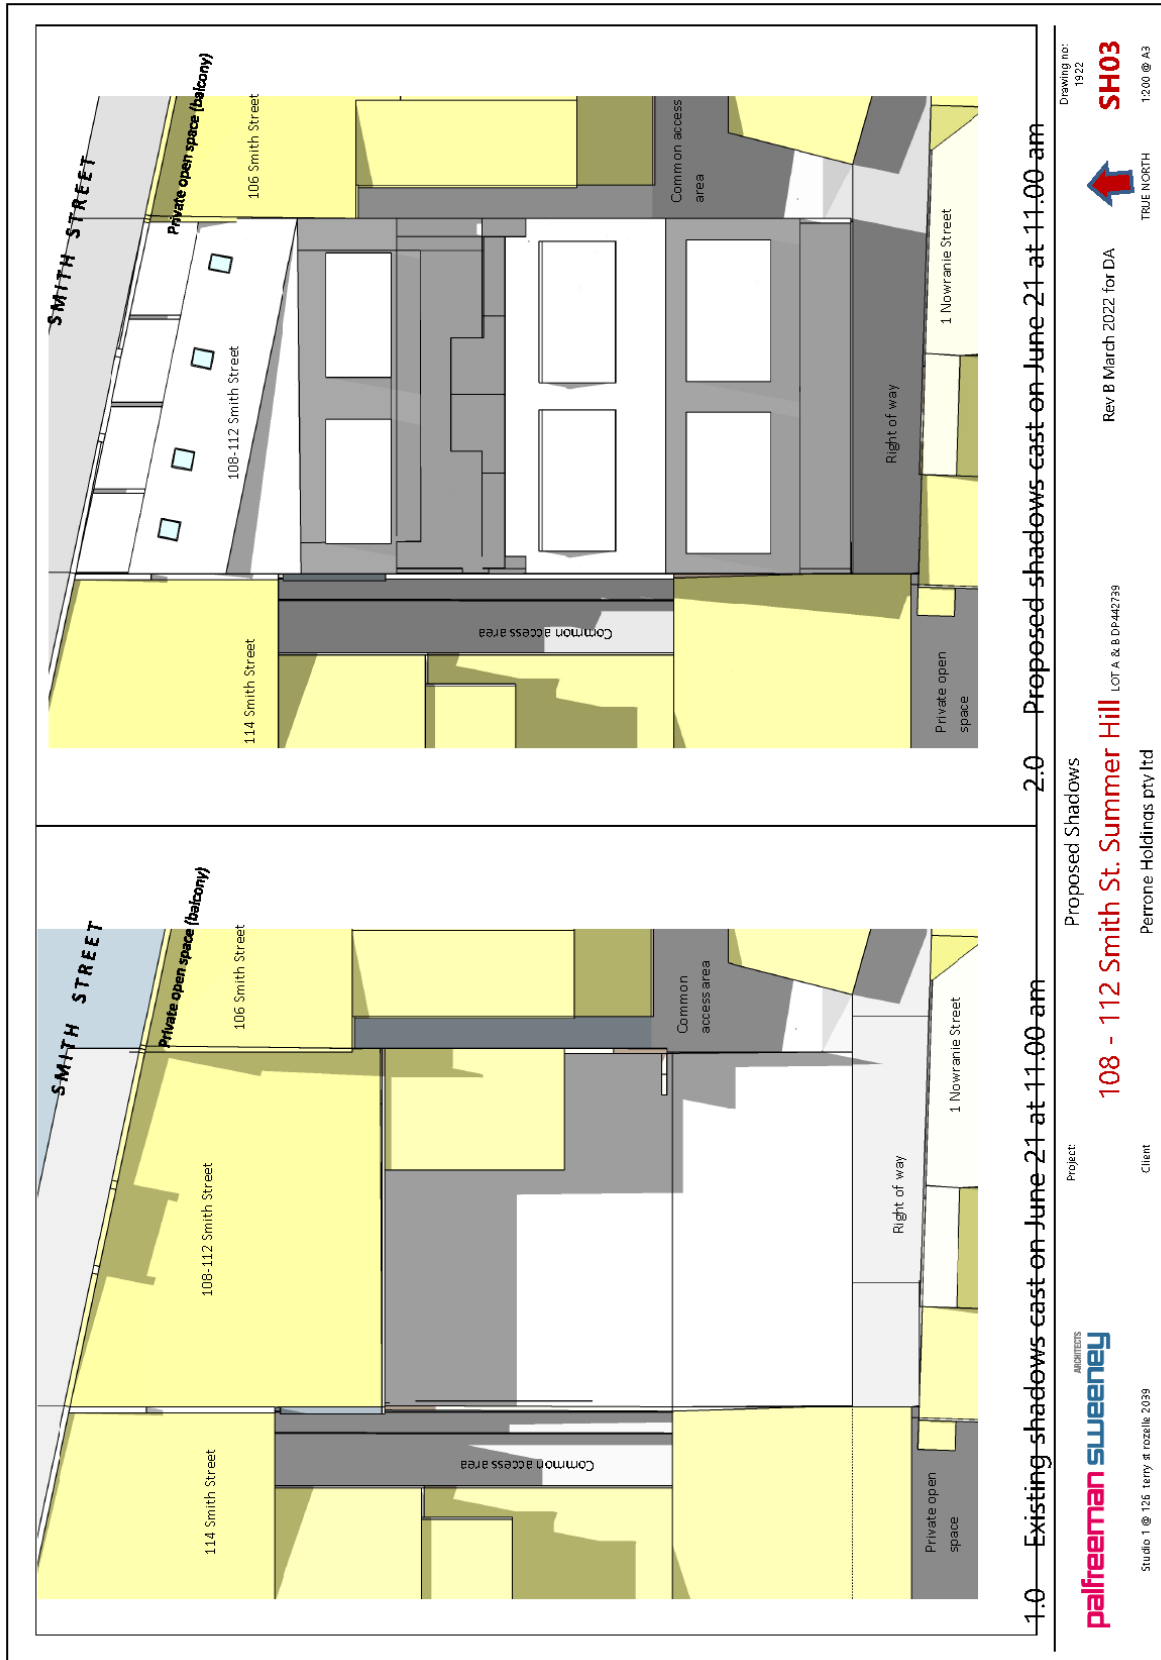 SMITH STREET
Private open space (balcony)
106 Smith Street
108-112 Smith Street
114 Smith Street
Common access area
Common
access area
Right of way
1 Nowranie Street
Private open
space
1.0 Existing shadows cast on June 21 at 11.00 am
SMITH STREET
Private open space (balcony)
106 Smith Street
108-112 Smith Street
114 Smith Street
Common access area
Common access
area
Right of way
1 Nowranie Street
Private open
space
2.0 Proposed shadows cast on June 21 at 11.00 am
palfreeman sweeney
ARCHITECTS
Studio 1 @ 126 terry st rozelle 2039
Project:
Proposed Shadows
108 - 112 Smith St. Summer Hill LOT A & B DP442739
Client
Perrone Holdings pty ltd
Rev B March 2022 for DA
TRUE NORTH
Drawing no:
1922
SH03
1:200 @ A3